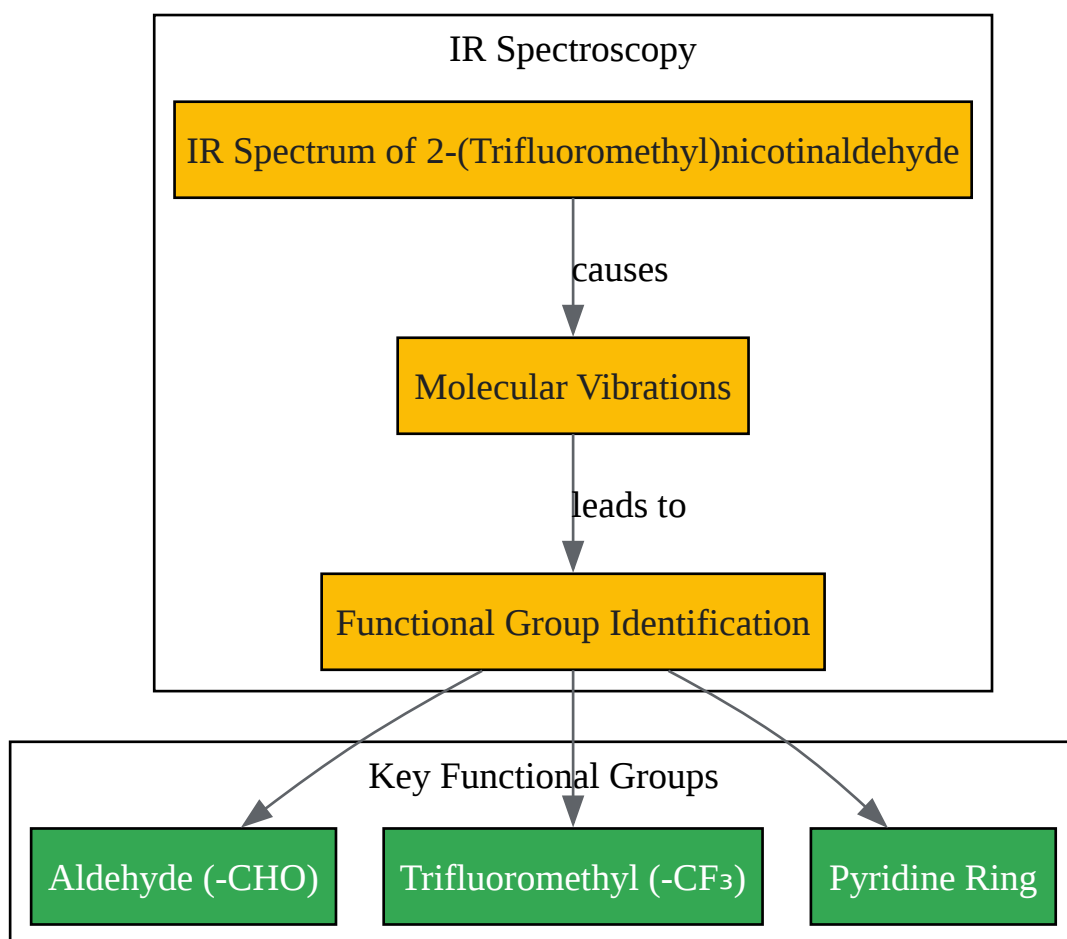 IR Spectroscopy
IR Spectrum of 2-(Trifluoromethyl)nicotinaldehyde
causes
Molecular Vibrations
leads to
Functional Group Identification
Key Functional Groups
Aldehyde (-CHO)
Trifluoromethyl (-CF₃)
Pyridine Ring